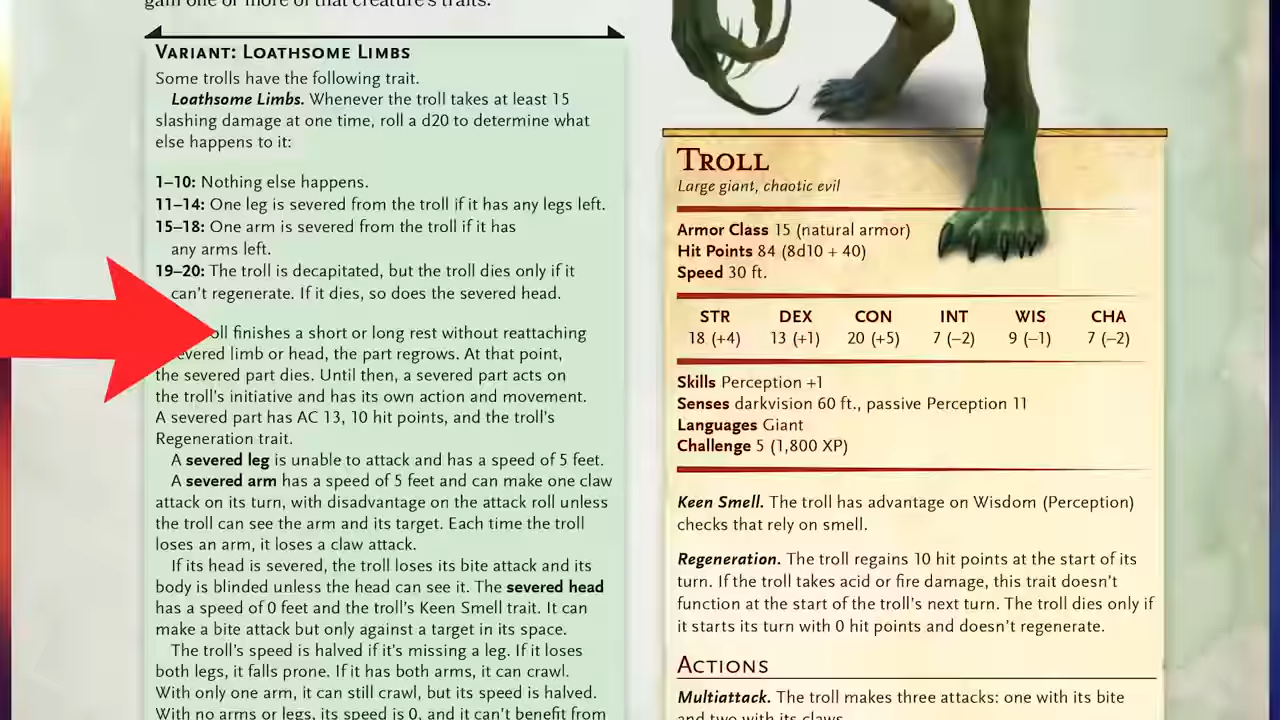 gain one or more of that creature's traits.
VARIANT: LOATHSOME LIMBS
Some trolls have the following trait.
Loathsome Limbs. Whenever the troll takes at least 15
slashing damage at one time, roll a d20 to determine what
else happens to it:
1–10: Nothing else happens.
11–14: One leg is severed from the troll if it has any legs left.
15–18: One arm is severed from the troll if it has
any arms left.
19–20: The troll is decapitated, but the troll dies only if it
can't regenerate. If it dies, so does the severed head.
finishes a short or long rest without reattaching
limb or head, the part regrows. At that point,
the severed part dies. Until then, a severed part acts on
the troll's initiative and has its own action and movement.
A severed part has AC 13, 10 hit points, and the troll's
Regeneration trait.
A severed leg is unable to attack and has a speed of 5 feet.
A severed arm has a speed of 5 feet and can make one claw
attack on its turn, with disadvantage on the attack roll unless
the troll can see the arm and its target. Each time the troll
loses an arm, it loses a claw attack.
If its head is severed, the troll loses its bite attack and its
body is blinded unless the head can see it. The severed head
has a speed of 0 feet and the troll's Keen Smell trait. It can
make a bite attack but only against a target in its space.
The troll's speed is halved if it's missing a leg. If it loses
both legs, it falls prone. If it has both arms, it can crawl.
With only one arm, it can still crawl, but its speed is halved.
With no arms or legs, its speed is 0, and it can't benefit from
TROLL
Large giant, chaotic evil
Armor Class 15 (natural armor)
Hit Points 84 (8d10 + 40)
Speed 30 ft.
STR DEX CON INT WIS CHA
18 (+4) 13 (+1) 20 (+5) 7 (−2) 9 (−1) 7 (−2)
Skills Perception +1
Senses darkvision 60 ft., passive Perception 11
Languages Giant
Challenge 5 (1,800 XP)
Keen Smell. The troll has advantage on Wisdom (Perception)
checks that rely on smell.
Regeneration. The troll regains 10 hit points at the start of its
turn. If the troll takes acid or fire damage, this trait doesn't
function at the start of the troll's next turn. The troll dies only if
it starts its turn with 0 hit points and doesn't regenerate.
ACTIONS
Multiattack. The troll makes three attacks: one with its bite
and two with its claws.